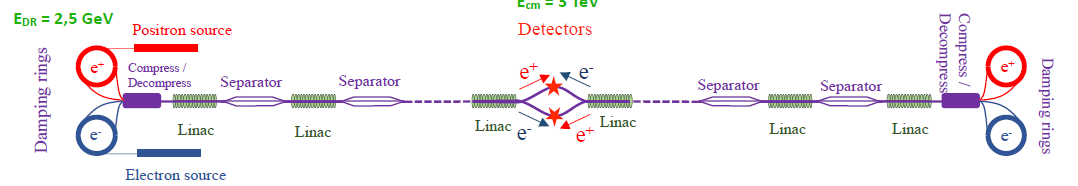 E_DR = 2,5 GeV
E_cm = 3 TeV
Positron source
Detectors
Damping rings
e+
Compress /
Decompress
Separator
Separator
e+
e-
Separator
Separator
Compress /
Decompress
e+
Damping rings
Linac
Linac
Linac
e-
e+
Linac
Linac
Linac
e-
e-
Electron source